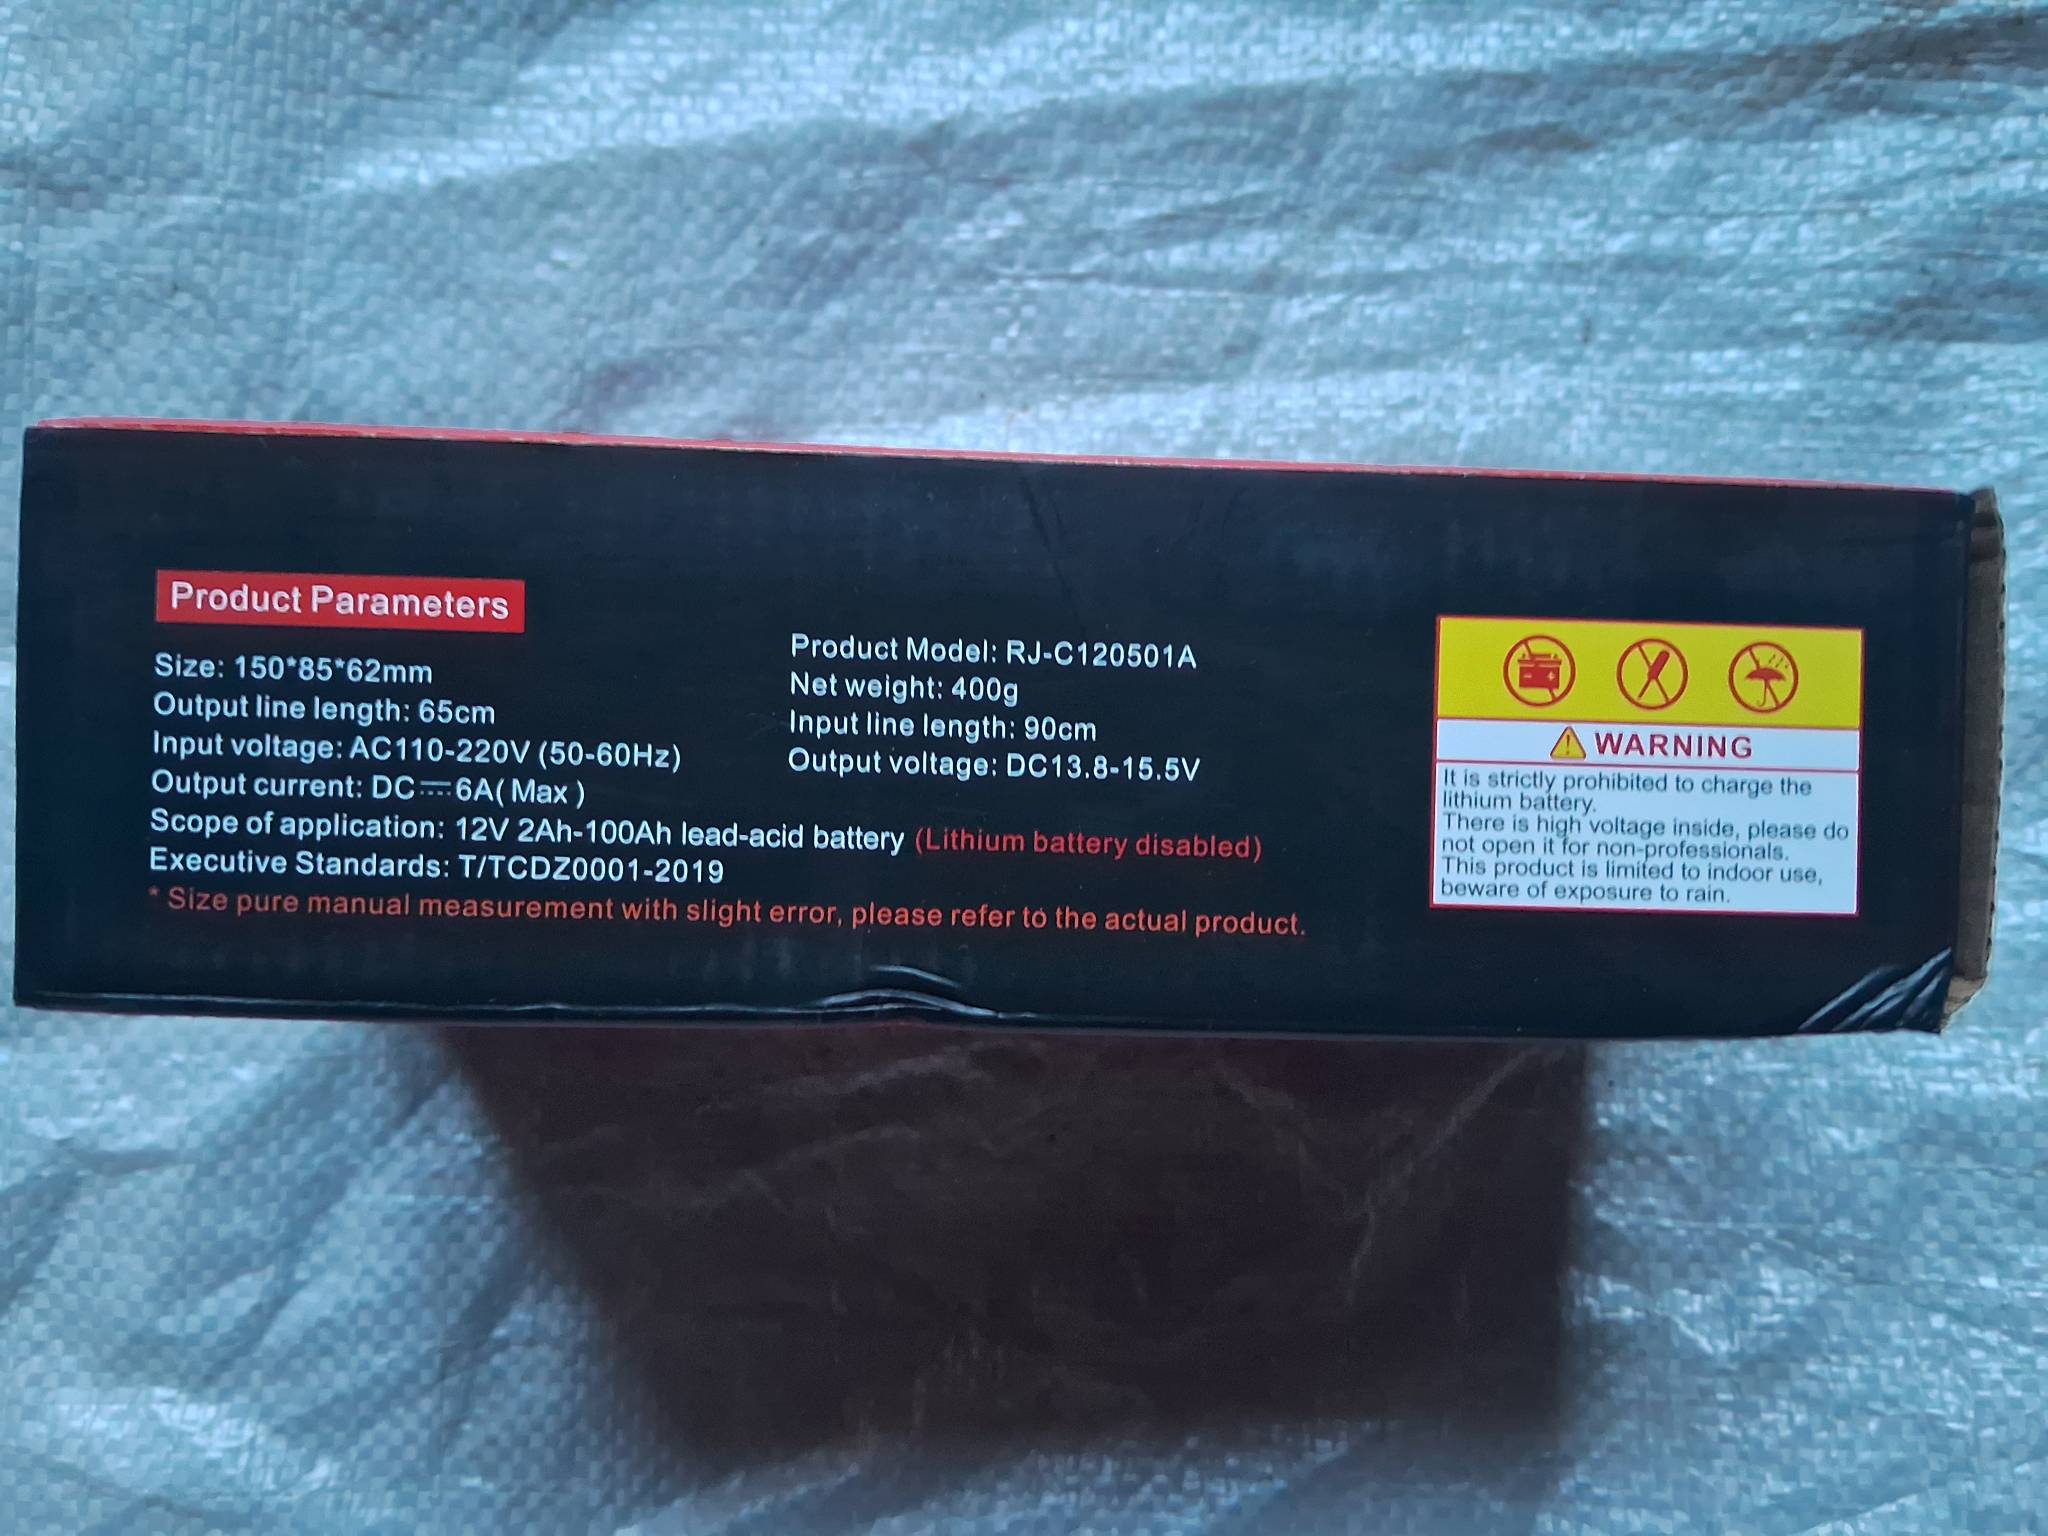 Product Parameters
Size: 150*85*62mm
Output line length: 65cm
Input voltage: AC110-220V (50-60Hz)
Output current: DC⎓6A( Max )
Product Model: RJ-C120501A
Net weight: 400g
Input line length: 90cm
Output voltage: DC13.8-15.5V
Scope of application: 12V 2Ah-100Ah lead-acid battery (Lithium battery disabled)
Executive Standards: T/TCDZ0001-2019
* Size pure manual measurement with slight error, please refer to the actual product.
WARNING
It is strictly prohibited to charge the
lithium battery.
There is high voltage inside, please do
not open it for non-professionals.
This product is limited to indoor use,
beware of exposure to rain.